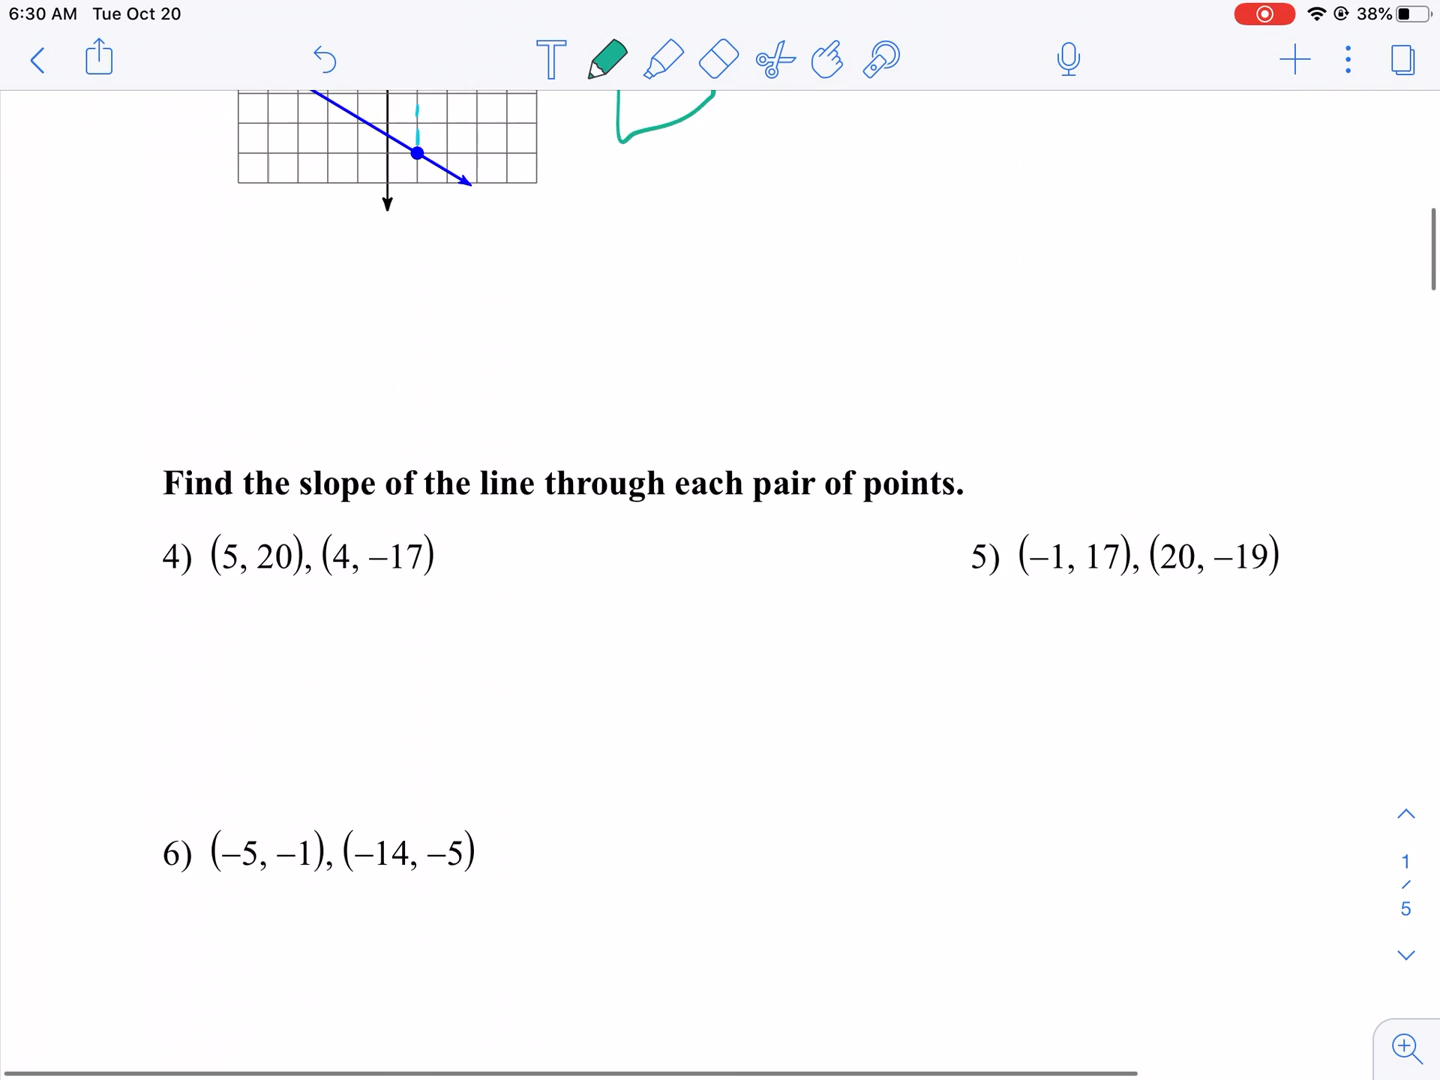 6:30 AM Tue Oct 20
38%
T
Find the slope of the line through each pair of points.
4) (5, 20), (4, –17)
5) (–1, 17), (20, –19)
6) (–5, –1), (–14, –5)
1
/
5